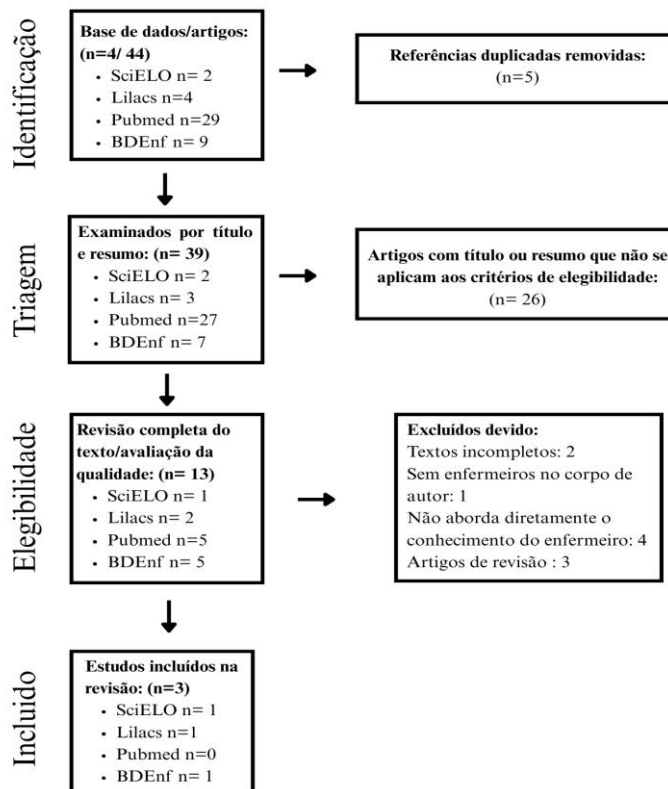 Identificação
Base de dados/artigos:
(n=4/ 44)
• SciELO n= 2
• Lilacs n=4
• Pubmed n=29
• BDEnf n= 9
Referências duplicadas removidas:
(n=5)
Triagem
Examinados por título
e resumo: (n= 39)
• SciELO n= 2
• Lilacs n= 3
• Pubmed n=27
• BDEnf n= 7
Artigos com título ou resumo que não se
aplicam aos critérios de elegibilidade:
(n= 26)
Elegibilidade
Revisão completa do
texto/avaliação da
qualidade: (n= 13)
• SciELO n= 1
• Lilacs n= 2
• Pubmed n=5
• BDEnf n= 5
Excluídos devido:
Textos incompletos: 2
Sem enfermeiros no corpo de
autor: 1
Não aborda diretamente o
conhecimento do enfermeiro: 4
Artigos de revisão : 3
Incluido
Estudos incluídos na
revisão: (n=3)
• SciELO n= 1
• Lilacs n=1
• Pubmed n=0
• BDEnf n= 1